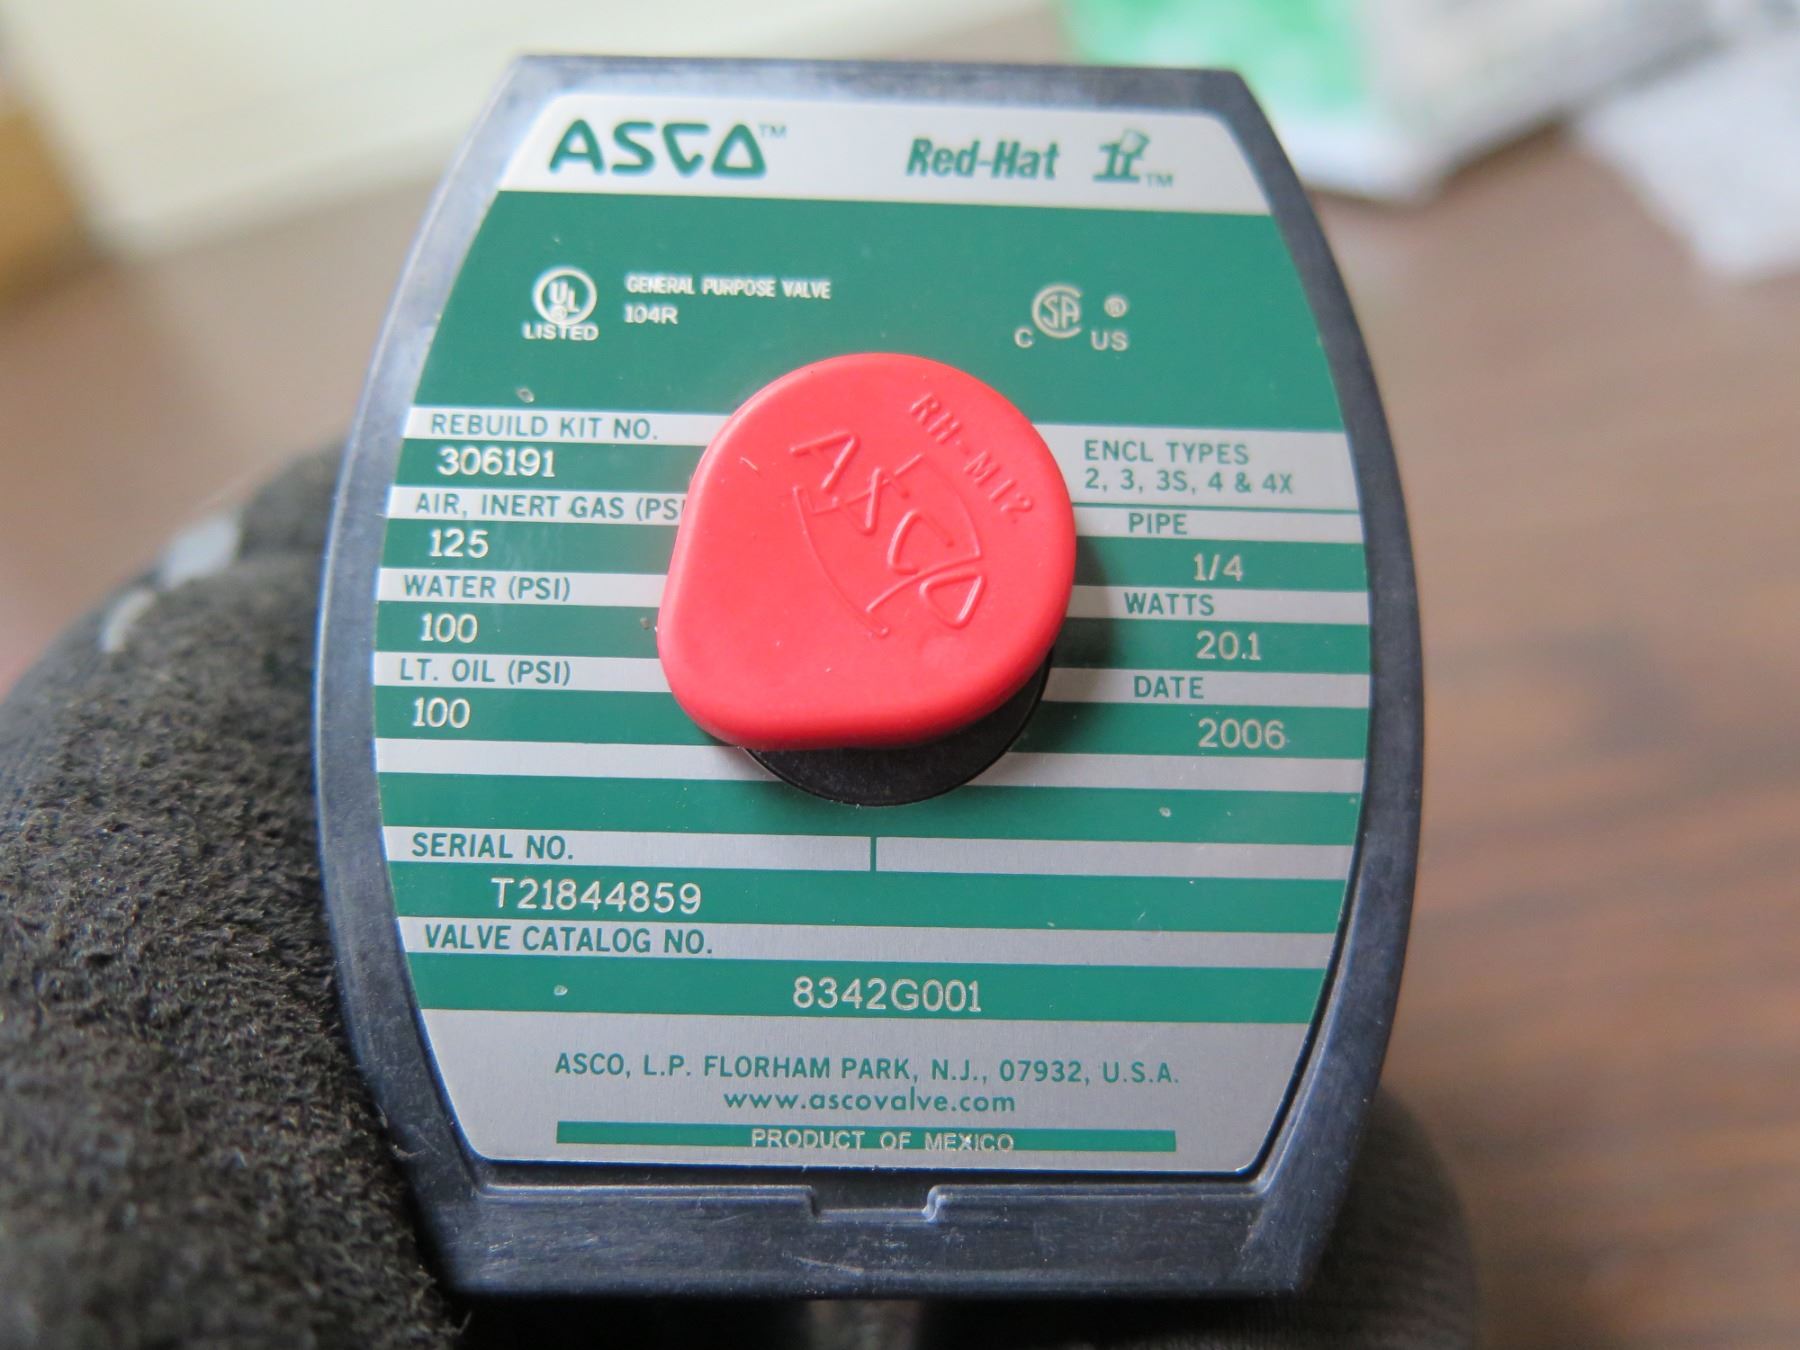 ASCO™ Red-Hat II™
UL
LISTED
GENERAL PURPOSE VALVE
104R
C SA ® US
RH-M12
ASCO
REBUILD KIT NO.
306191
AIR, INERT GAS (PSI
125
WATER (PSI)
100
LT. OIL (PSI)
100
ENCL TYPES
2, 3, 3S, 4 & 4X
PIPE
1/4
WATTS
20.1
DATE
2006
SERIAL NO.
T21844859
VALVE CATALOG NO.
8342G001
ASCO, L.P. FLORHAM PARK, N.J., 07932, U.S.A.
www.ascovalve.com
PRODUCT OF MEXICO